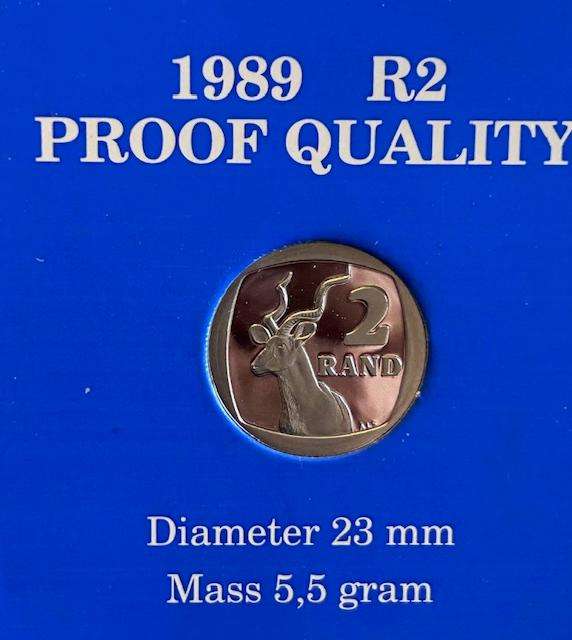 1989 R2
PROOF QUALITY
2
RAND
Diameter 23 mm
Mass 5,5 gram